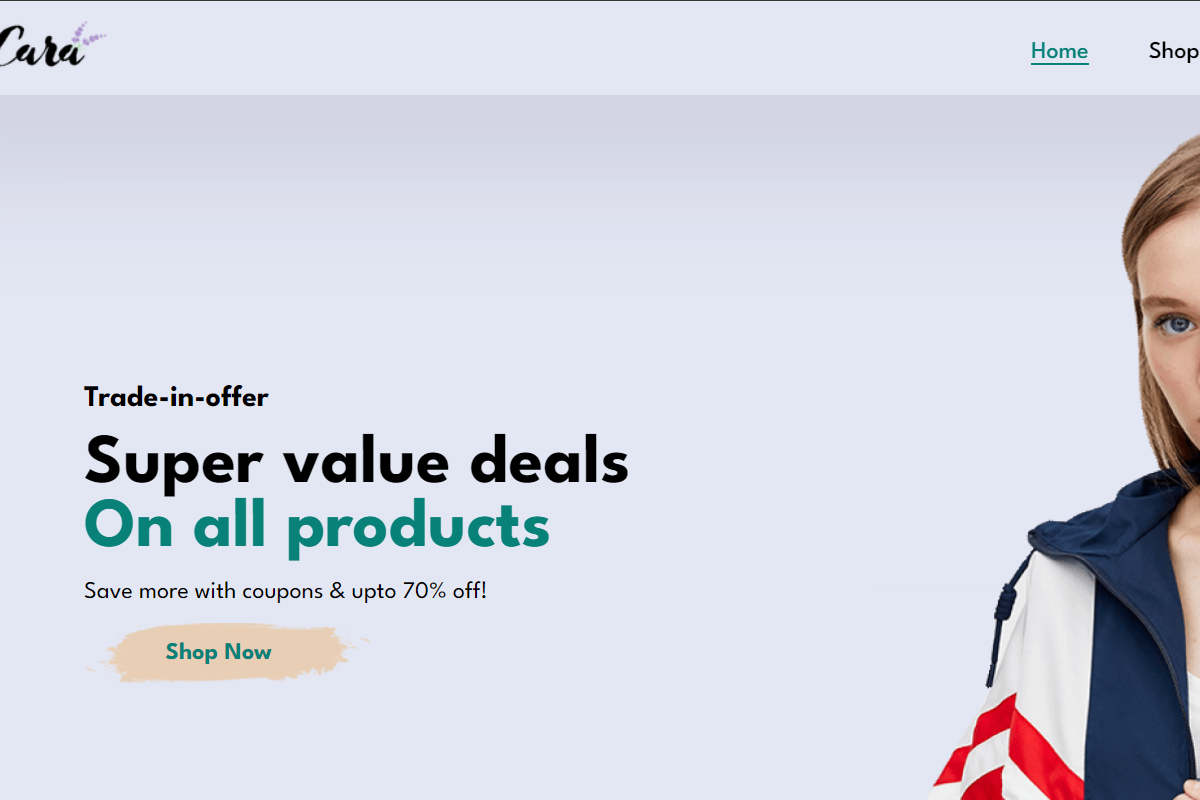 Cara
Home
Shop
Trade-in-offer
Super value deals
On all products
Save more with coupons & upto 70% off!
Shop Now